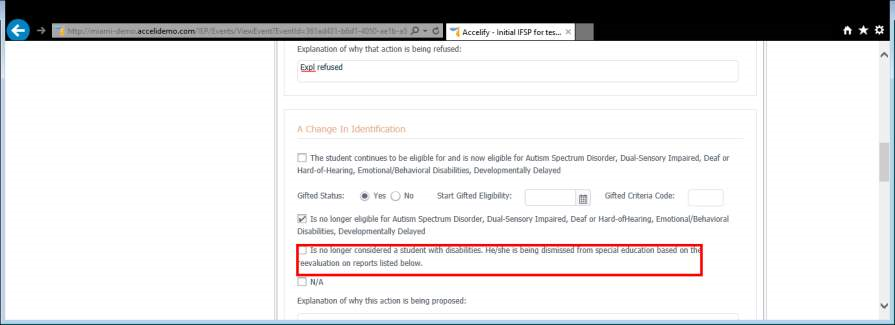 http://miami-demo.accelidemo.com/IEP/Events/ViewEvent?EventId=361ad431-b6d1-4050-ae1b-a5
Accelify - Initial IFSP for tes...
Explanation of why that action is being refused:
Expl refused
A Change In Identification
The student continues to be eligible for and is now eligible for Autism Spectrum Disorder, Dual-Sensory Impaired, Deaf or
Hard-of-Hearing, Emotional/Behavioral Disabilities, Developmentally Delayed
Gifted Status: Yes No Start Gifted Eligibility: Gifted Criteria Code:
Is no longer eligible for Autism Spectrum Disorder, Dual-Sensory Impaired, Deaf or Hard-ofHearing, Emotional/Behavioral
Disabilities, Developmentally Delayed
Is no longer considered a student with disabilities. He/she is being dismissed from special education based on the
reevaluation on reports listed below.
N/A
Explanation of why this action is being proposed: